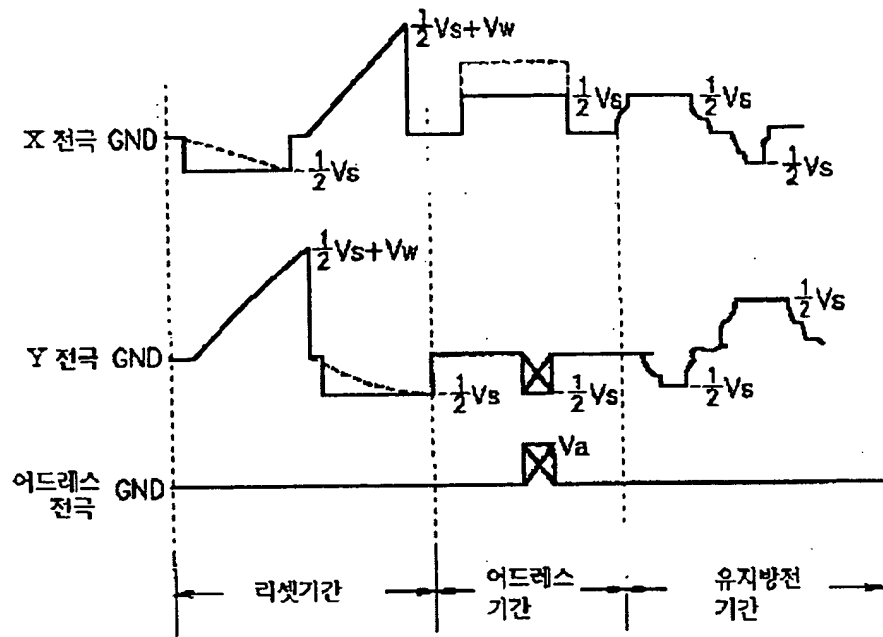 ½Vs+Vw
½Vs
½Vs
X 전극 GND
-½Vs
-½Vs
½Vs+Vw
½Vs
Y 전극 GND
-½Vs
-½Vs
-½Vs
Va
어드레스 전극 GND
리셋기간
어드레스 기간
유지방전 기간